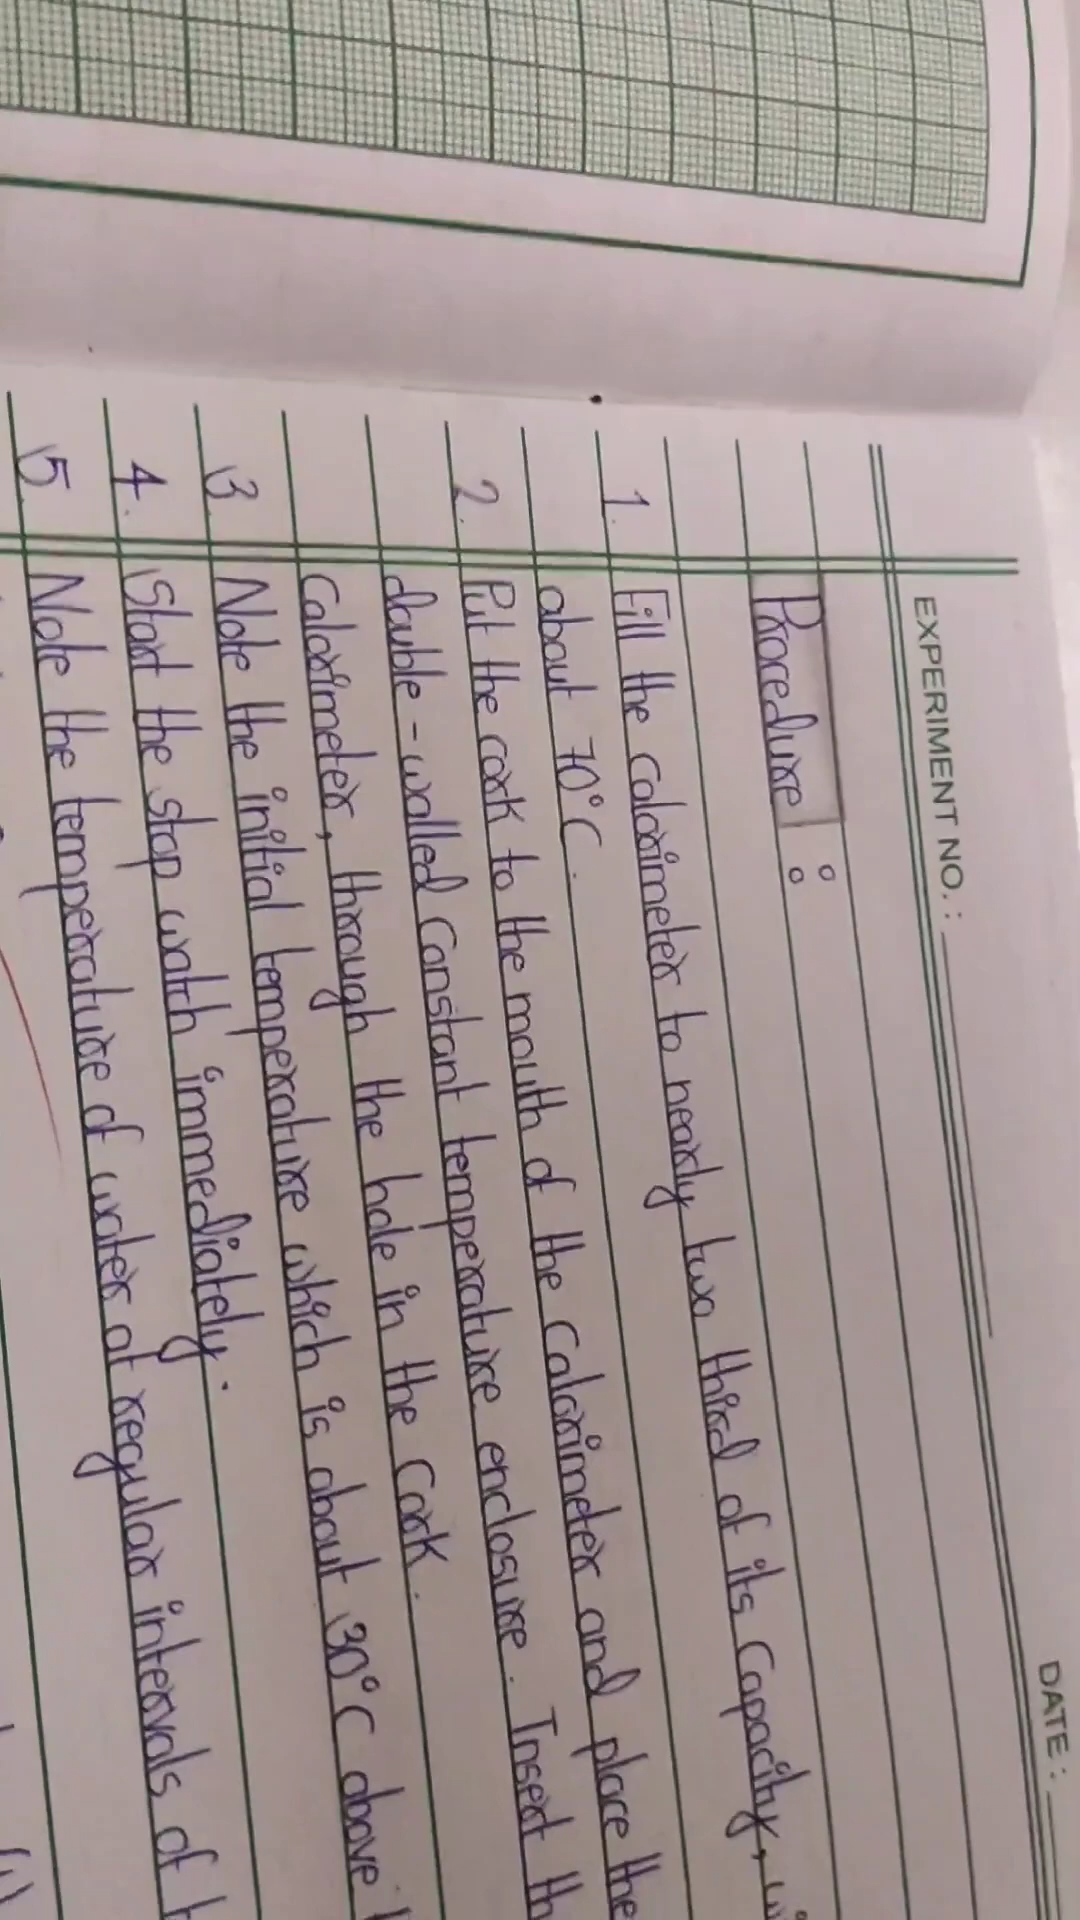 EXPERIMENT NO. :
DATE :
Procedure :
1. Fill the calorimeter to nearly two third of its capacity,
about 70°C.
2. Put the cork to the mouth of the calorimeter and place the
double-walled constant temperature enclosure. Insert
calorimeter, through the hole in the cork.
3. Note the initial temperature which is about 30°C above
4. Start the stop watch immediately.
5 Note the temperature of water at regular intervals of